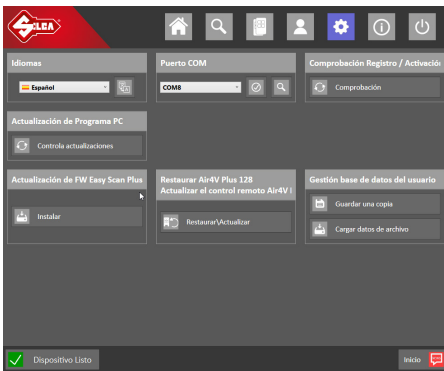 SILCA
Idiomas
Puerto COM
Comprobación Registro / Activació
Español
COM8
Comprobación
Actualización de Programa PC
Controla actualizaciones
Actualización de FW Easy Scan Plus
Restaurar Air4V Plus 128
Actualizar el control remoto Air4V I
Gestión base de datos del usuario
Instalar
Restaurar\Actualizar
Guardar una copia
Cargar datos de archivo
Dispositivo Listo
Inicio